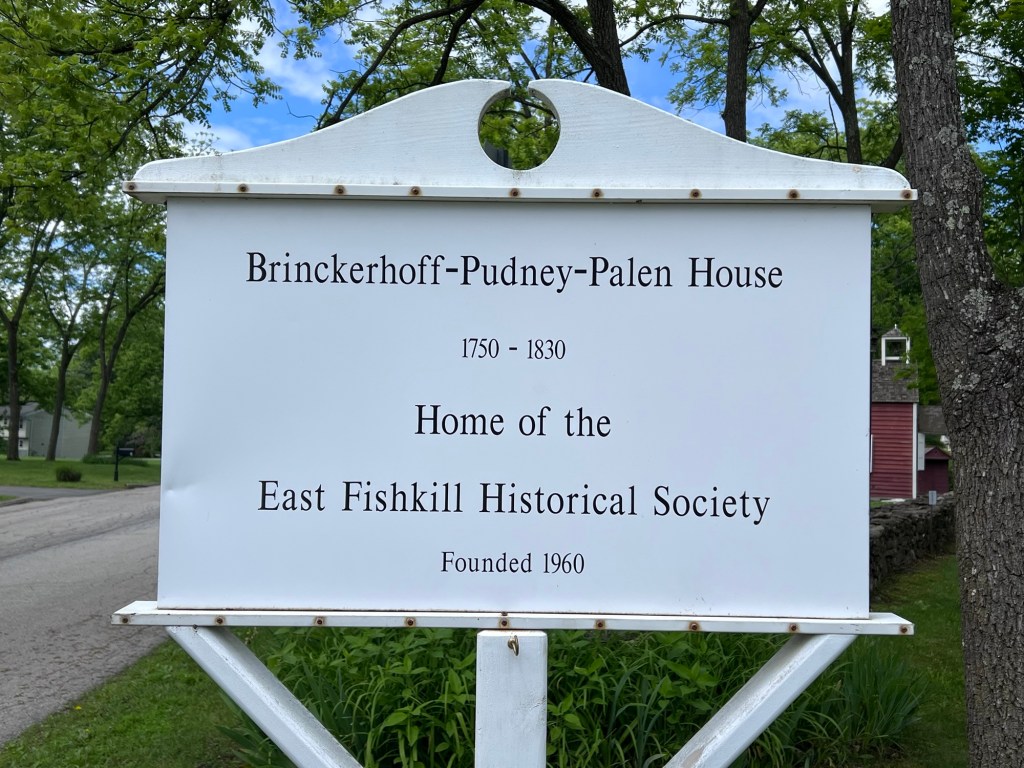 Brinckerhoff-Pudney-Palen House
1750 - 1830
Home of the
East Fishkill Historical Society
Founded 1960